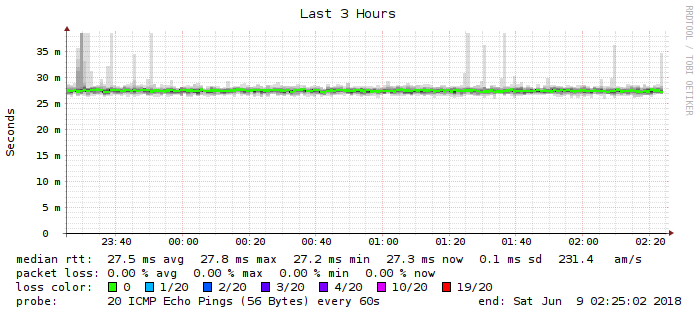 Last 3 Hours
RRDTOOL / TOBI OETIKER
Seconds
35 m
30 m
25 m
20 m
15 m
10 m
5 m
0
23:40 00:00 00:20 00:40 01:00 01:20 01:40 02:00 02:20
median rtt: 27.5 ms avg 27.8 ms max 27.2 ms min 27.3 ms now 0.1 ms sd 231.4 am/s
packet loss: 0.00 % avg 0.00 % max 0.00 % min 0.00 % now
loss color: 0 1/20 2/20 3/20 4/20 10/20 19/20
probe: 20 ICMP Echo Pings (56 Bytes) every 60s end: Sat Jun 9 02:25:02 2018